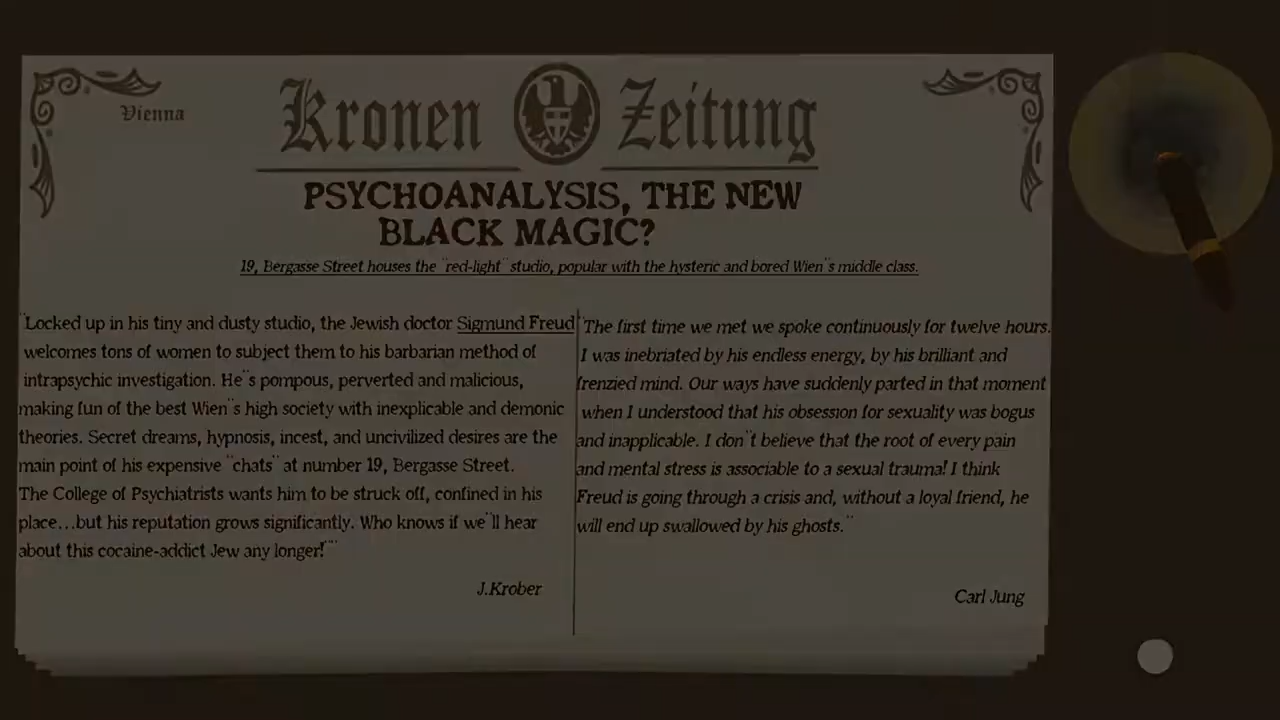 Vienna
Kronen Zeitung
PSYCHOANALYSIS, THE NEW
BLACK MAGIC?
19, Bergasse Street houses the ¨red-light¨ studio, popular with the hysteric and bored Wien¨s middle class.
¨Locked up in his tiny and dusty studio, the Jewish doctor Sigmund Freud
welcomes tons of women to subject them to his barbarian method of
intrapsychic investigation. He¨s pompous, perverted and malicious,
making fun of the best Wien¨s high society with inexplicable and demonic
theories. Secret dreams, hypnosis, incest, and uncivilized desires are the
main point of his expensive ¨chats¨ at number 19, Bergasse Street.
The College of Psychiatrists wants him to be struck off, confined in his
place...but his reputation grows significantly. Who knows if we¨ll hear
about this cocaine-addict Jew any longer!¨¨
J.Krober
¨The first time we met we spoke continuously for twelve hours.
I was inebriated by his endless energy, by his brilliant and
frenzied mind. Our ways have suddenly parted in that moment
when I understood that his obsession for sexuality was bogus
and inapplicable. I don¨t believe that the root of every pain
and mental stress is associable to a sexual trauma! I think
Freud is going through a crisis and, without a loyal friend, he
will end up swallowed by his ghosts.¨
Carl Jung